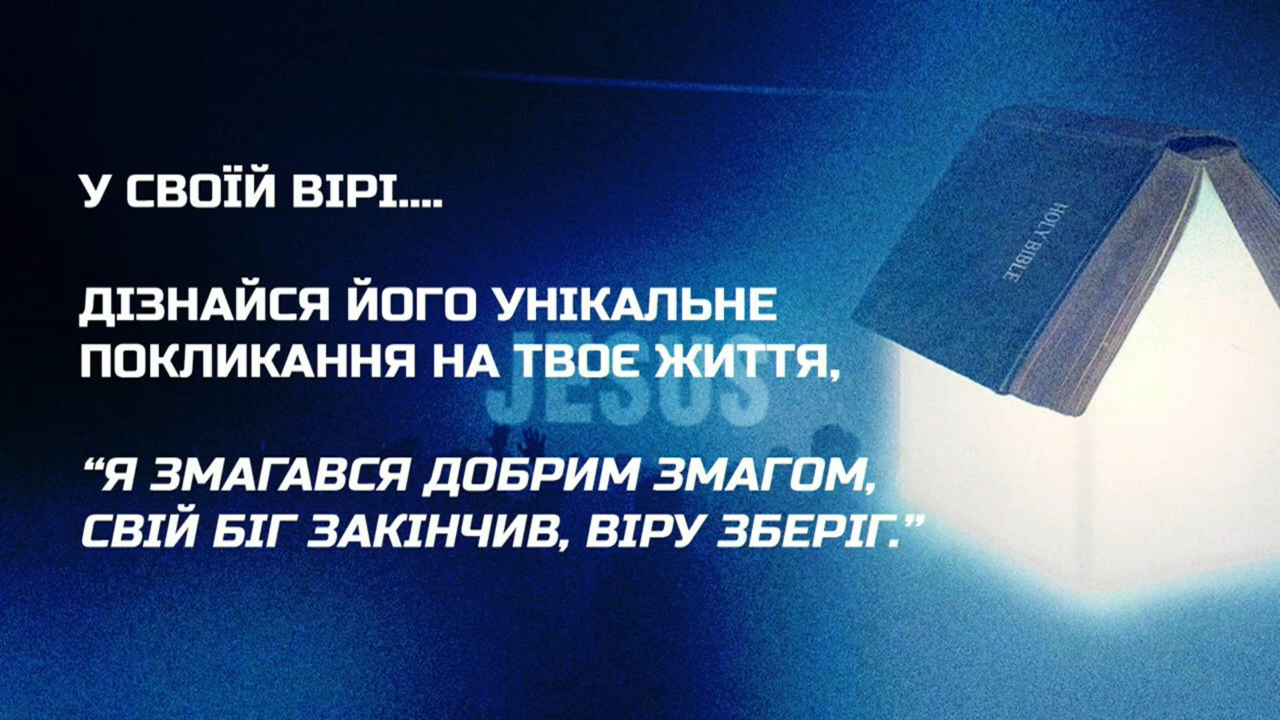 У СВОЇЙ ВІРІ....
ДІЗНАЙСЯ ЙОГО УНІКАЛЬНЕ
ПОКЛИКАННЯ НА ТВОЄ ЖИТТЯ,
JESUS
“Я ЗМАГАВСЯ ДОБРИМ ЗМАГОМ,
СВІЙ БІГ ЗАКІНЧИВ, ВІРУ ЗБЕРІГ.”
HOLY BIBLE